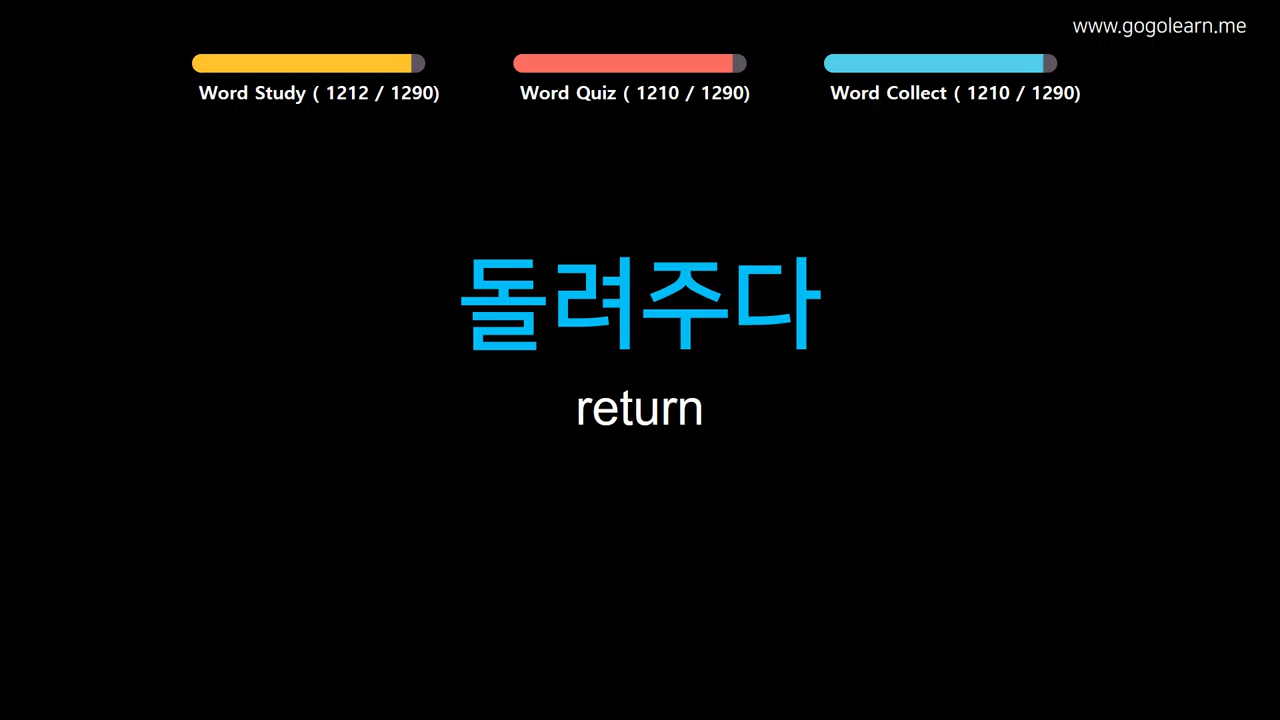 www.gogolearn.me
Word Study ( 1212 / 1290)
Word Quiz ( 1210 / 1290)
Word Collect ( 1210 / 1290)
돌려주다
return